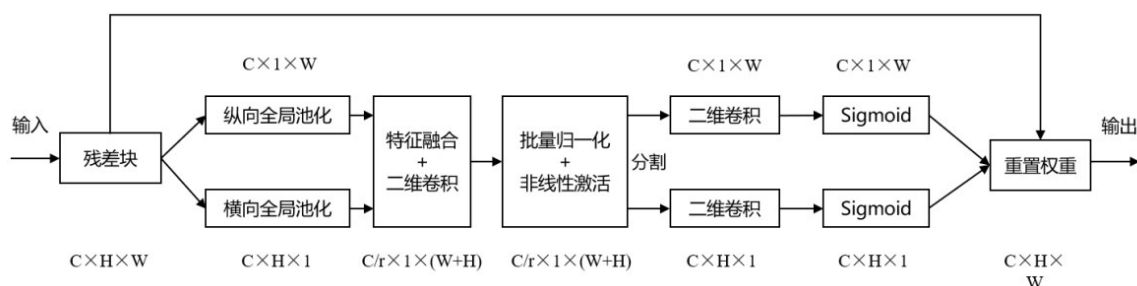 C×1×W
C×1×W
C×1×W
输入
残差块
纵向全局池化
横向全局池化
特征融合
+
二维卷积
批量归一化
+
非线性激活
分割
二维卷积
二维卷积
Sigmoid
Sigmoid
重置权重
输出
C×H×W
C×H×1
C/r×1×(W+H)
C/r×1×(W+H)
C×H×1
C×H×1
C×H×
W